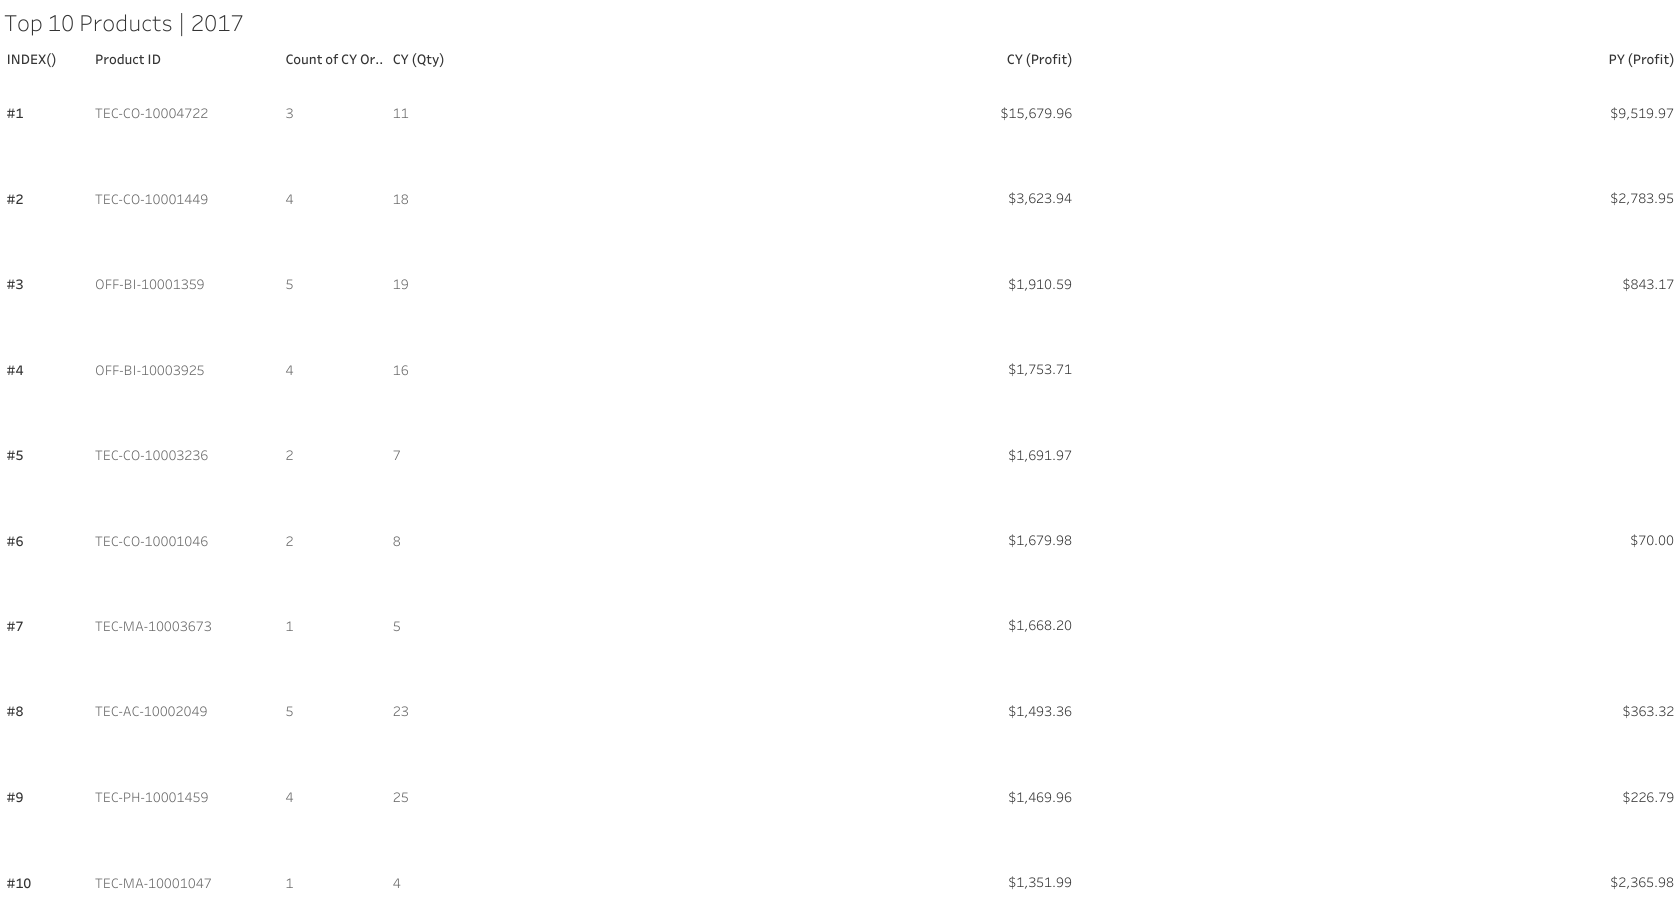 Top 10 Products | 2017
INDEX() Product ID Count of CY Or.. CY (Qty) CY (Profit) PY (Profit)
#1 TEC-CO-10004722 3 11 $15,679.96 $9,519.97
#2 TEC-CO-10001449 4 18 $3,623.94 $2,783.95
#3 OFF-BI-10001359 5 19 $1,910.59 $843.17
#4 OFF-BI-10003925 4 16 $1,753.71
#5 TEC-CO-10003236 2 7 $1,691.97
#6 TEC-CO-10001046 2 8 $1,679.98 $70.00
#7 TEC-MA-10003673 1 5 $1,668.20
#8 TEC-AC-10002049 5 23 $1,493.36 $363.32
#9 TEC-PH-10001459 4 25 $1,469.96 $226.79
#10 TEC-MA-10001047 1 4 $1,351.99 $2,365.98